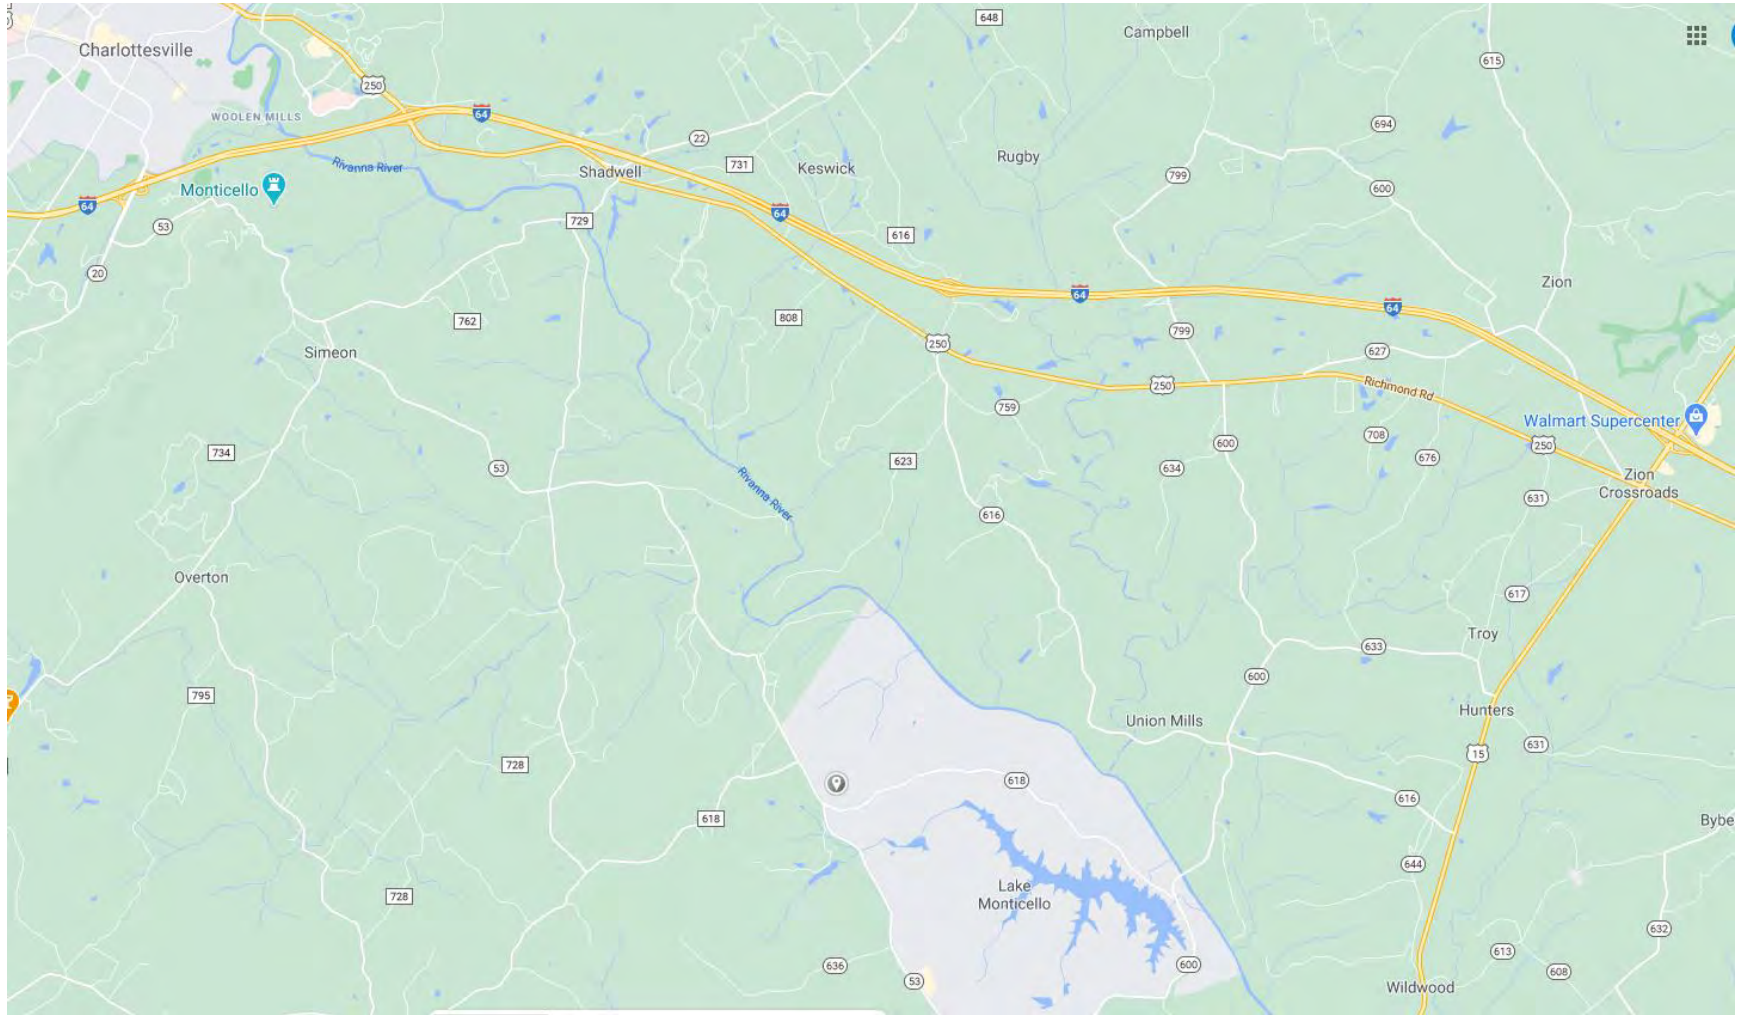 648
Campbell
Charlottesville
615
250
64
WOOLEN MILLS
694
22
Rugby
731
Keswick
Rivanna River
Shadwell
799
600
Monticello
64
64
729
53
616
20
Zion
64
64
762
808
799
250
627
Simeon
250
Richmond Rd
759
Walmart Supercenter
734
708
600
250
623
676
53
634
Zion
Crossroads
Rivanna River
631
616
Overton
617
Troy
633
600
795
Hunters
Union Mills
631
15
728
618
616
618
Bybe
644
Lake
Monticello
728
632
613
636
600
608
53
Wildwood